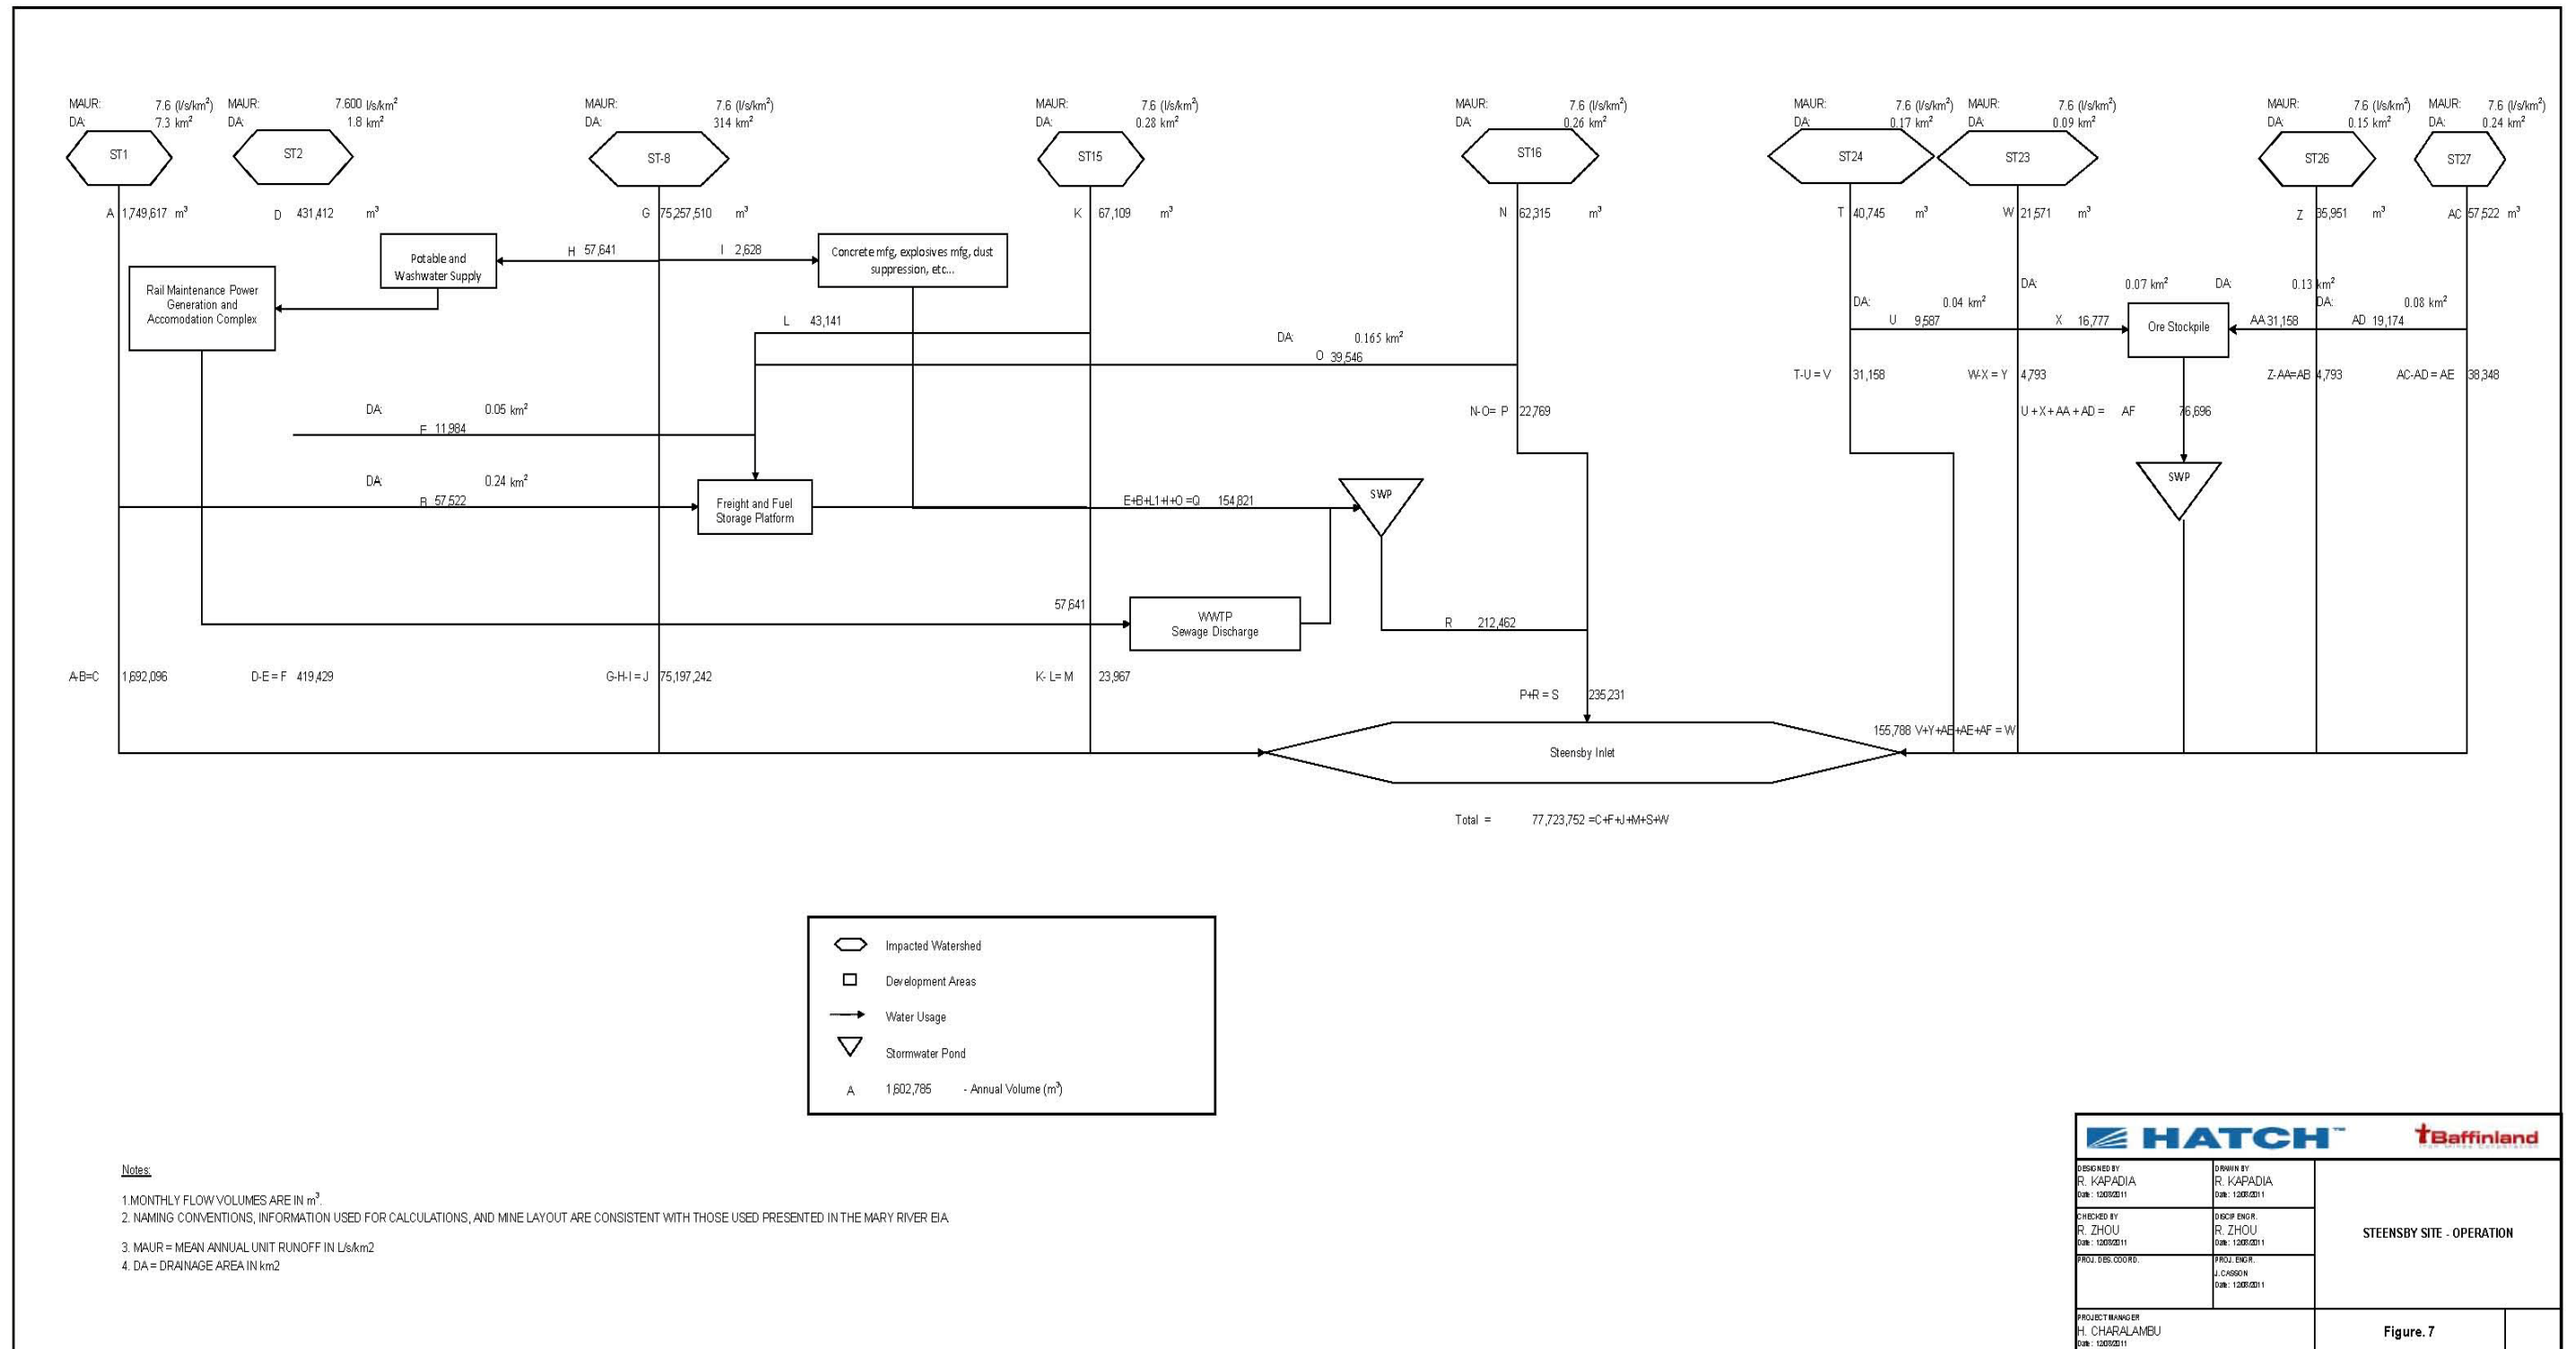 MAUR: 7.6 (l/s/km²) MAUR: 7.600 l/s/km² MAUR: 7.6 (l/s/km²) MAUR: 7.6 (l/s/km²) MAUR: 7.6 (l/s/km²) MAUR: 7.6 (l/s/km²) MAUR: 7.6 (l/s/km²) MAUR: 7.6 (l/s/km²) MAUR: 7.6 (l/s/km²)
DA: 7.3 km² DA: 1.8 km² DA: 314 km² DA: 0.28 km² DA: 0.26 km² DA: 0.17 km² DA: 0.09 km² DA: 0.15 km² DA: 0.24 km²
ST1 ST2 ST-8 ST15 ST16 ST24 ST23 ST26 ST27
A 1,749,617 m³ D 431,412 m³ G 75,257,510 m³ K 67,109 m³ N 62,315 m³ T 40,745 m³ W 21,571 m³ Z 35,951 m³ AC 57,522 m³
H 57,641 I 2,628
Potable and
Washwater Supply
Concrete mfg, explosives mfg, dust
suppression, etc...
Rail Maintenance Power
Generation and
Accomodation Complex
DA: 0.07 km² DA: 0.13 km²
DA: 0.04 km² DA: 0.08 km²
L 43,141 U 9,587 X 16,777 Ore Stockpile AA 31,158 AD 19,174
DA: 0.165 km²
O 39,546
T-U = V 31,158 W-X = Y 4,793 Z-AA=AB 4,793 AC-AD = AE 38,348
DA: 0.05 km² N-O= P 22,769 U + X + AA + AD = AF 76,696
E 11,984
DA: 0.24 km² SWP
B 57,522
Freight and Fuel
Storage Platform
E+B+L1+I+O =Q 154,821 SWP
57,641
WWTP
Sewage Discharge
R 212,462
A-B=C 1,692,096 D-E = F 419,429 G-H-I = J 75,197,242 K- L= M 23,967
P+R = S 235,231
155,788 V+Y+AB+AE+AF = W
Steensby Inlet
Total = 77,723,752 =C+F+J+M+S+W
Impacted Watershed
Development Areas
Water Usage
Stormwater Pond
A 1,602,785 - Annual Volume (m³)
Notes:
1.MONTHLY FLOW VOLUMES ARE IN m³.
2. NAMING CONVENTIONS, INFORMATION USED FOR CALCULATIONS, AND MINE LAYOUT ARE CONSISTENT WITH THOSE USED PRESENTED IN THE MARY RIVER EIA.
3. MAUR = MEAN ANNUAL UNIT RUNOFF IN L/s/km2
4. DA = DRAINAGE AREA IN km2
HATCH™ Baffinland
DESIGNED BY
R. KAPADIA
DRAWN BY
R. KAPADIA
CHECKED BY
R. ZHOU
DISCIP. ENGR.
R. ZHOU
STEENSBY SITE - OPERATION
PROJ. DES. COORD.
PROJ. ENGR.
J. CASSON
PROJECT MANAGER
H. CHARALAMBU
Figure. 7